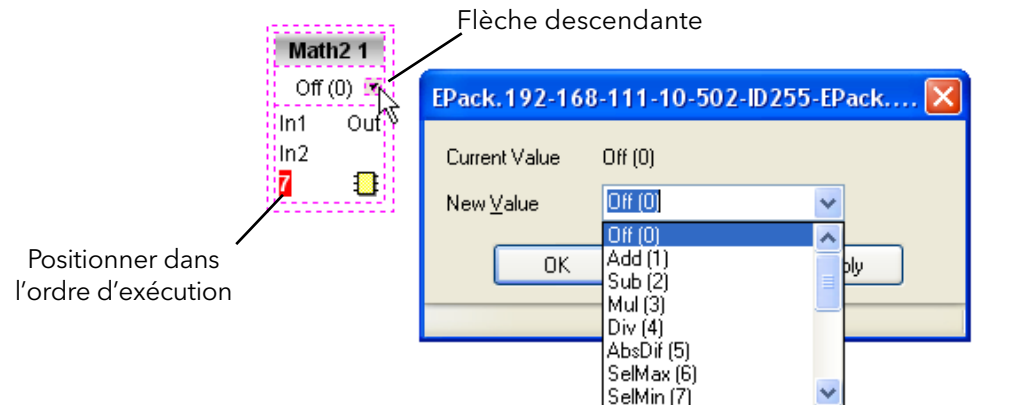 Flèche descendante
Math2 1
Off (0)
In1 Out
In2
7
Positionner dans
l'ordre d'exécution
EPack.192-168-111-10-502-ID255-EPack....
Current Value Off (0)
New Value Off (0)
Off (0)
Add (1)
Sub (2)
Mul (3)
Div (4)
AbsDif (5)
SelMax (6)
SelMin (7)
OK